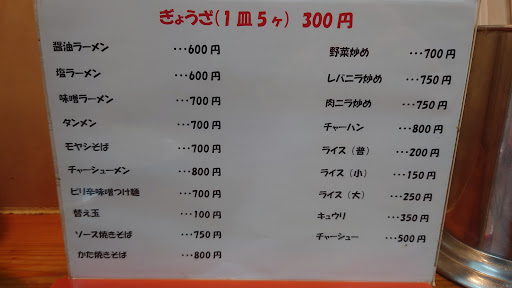 ぎょうざ(1皿5ヶ) 300円
醤油ラーメン ・・・600円
塩ラーメン ・・・600円
味噌ラーメン ・・・700円
タンメン ・・・700円
モヤシそば ・・・700円
チャーシューメン ・・・800円
ピリ辛味噌つけ麺 ・・・700円
替え玉 ・・・100円
ソース焼きそば ・・・750円
かた焼きそば ・・・800円
野菜炒め ・・・700円
レバニラ炒め ・・・750円
肉ニラ炒め ・・・750円
チャーハン ・・・800円
ライス(普) ・・・200円
ライス(小) ・・・150円
ライス(大) ・・・250円
キュウリ ・・・350円
チャーシュー ・・・500円